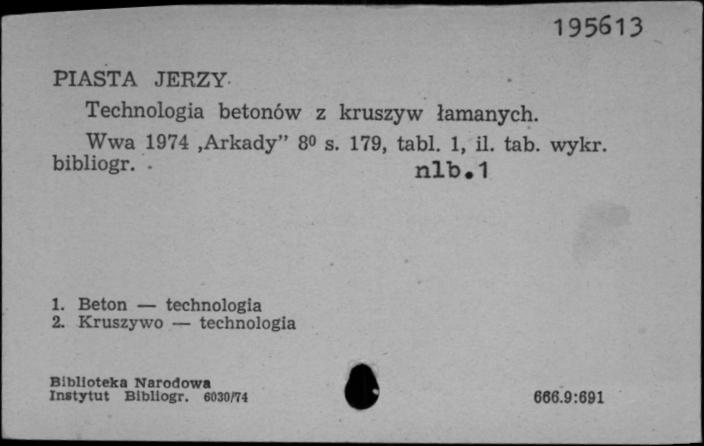 195613
PIASTA JERZY
Technologia betonów z kruszyw łamanych.
Wwa 1974 „Arkady” 8⁰ s. 179, tabl. 1, il. tab. wykr.
bibliogr. nlb.1
1. Beton — technologia
2. Kruszywo — technologia
Biblioteka Narodowa
Instytut Bibliogr. 6030/74
666.9:691